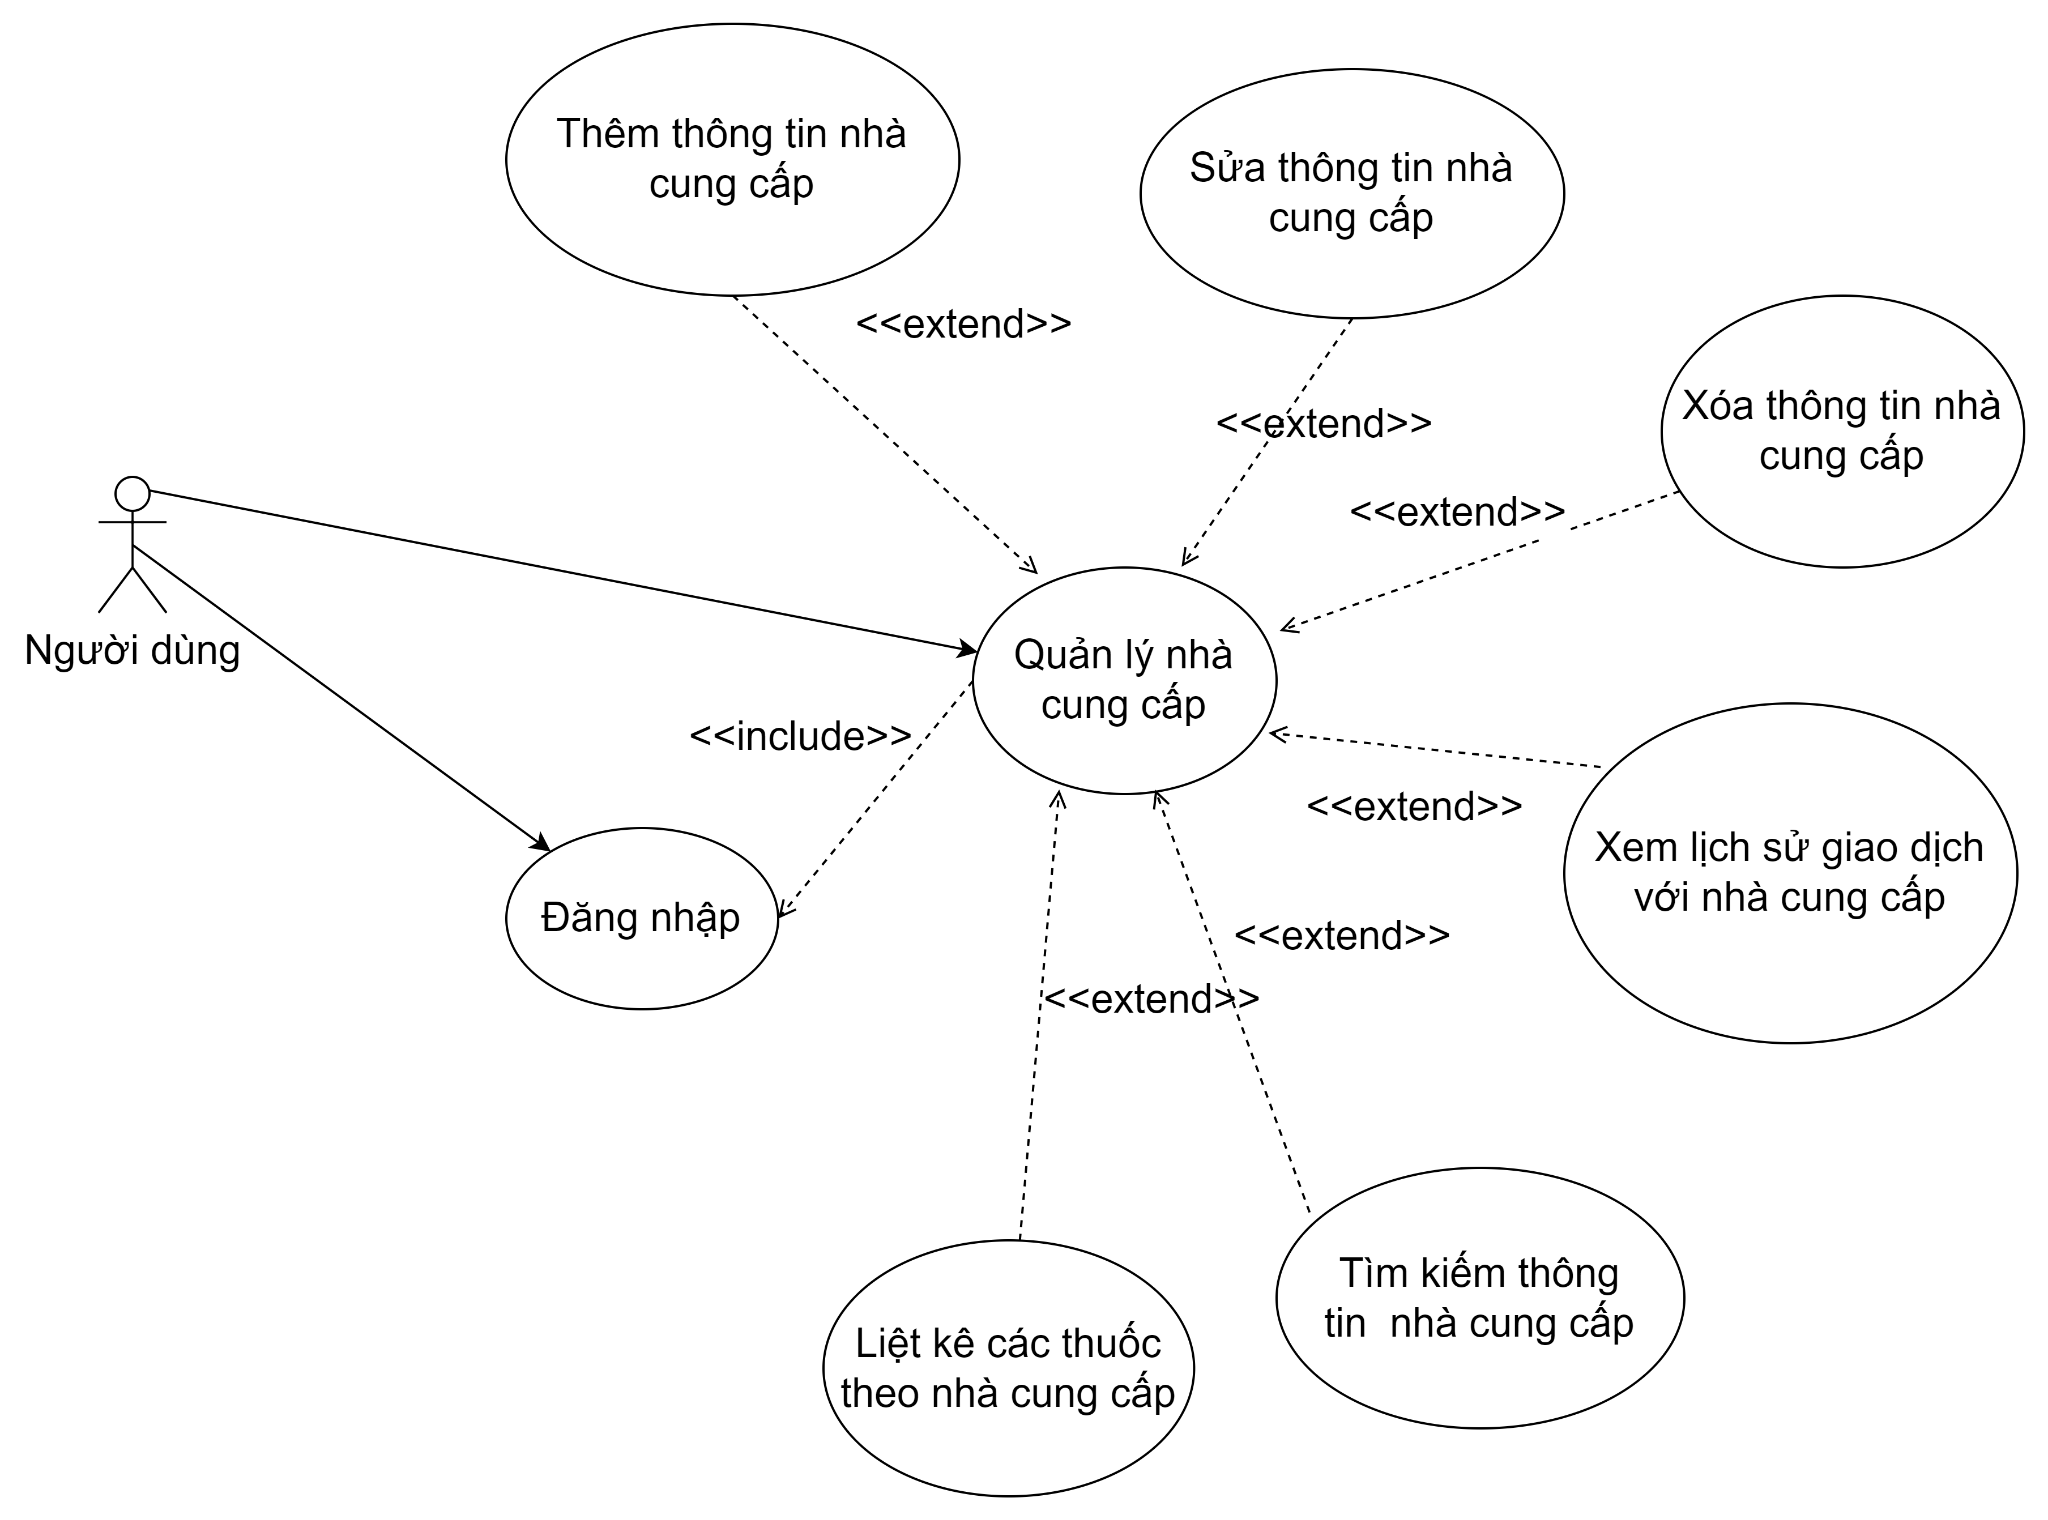 Thêm thông tin nhà
cung cấp
Sửa thông tin nhà
cung cấp
<<extend>>
Xóa thông tin nhà
cung cấp
<<extend>>
<<extend>>
Người dùng
Quản lý nhà
cung cấp
<<include>>
<<extend>>
Xem lịch sử giao dịch
với nhà cung cấp
Đăng nhập
<<extend>>
<<extend>>
Tìm kiếm thông
tin  nhà cung cấp
Liệt kê các thuốc
theo nhà cung cấp